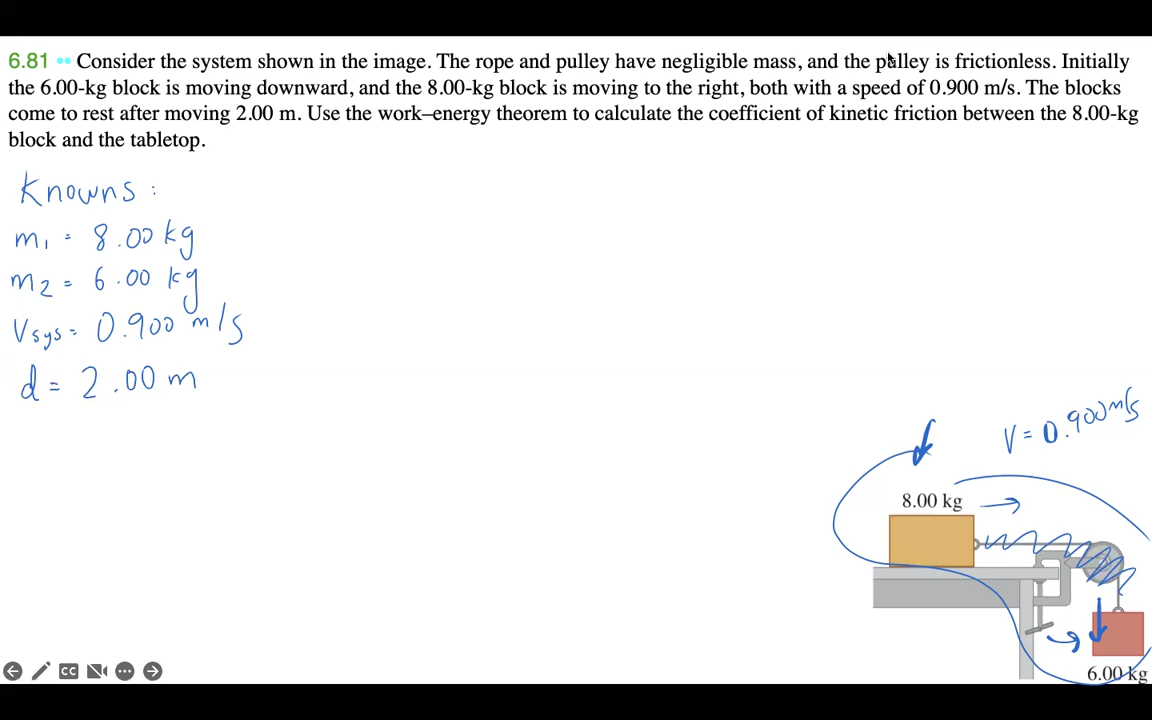 6.81 •• Consider the system shown in the image. The rope and pulley have negligible mass, and the pulley is frictionless. Initially
the 6.00-kg block is moving downward, and the 8.00-kg block is moving to the right, both with a speed of 0.900 m/s. The blocks
come to rest after moving 2.00 m. Use the work–energy theorem to calculate the coefficient of kinetic friction between the 8.00-kg
block and the tabletop.
Knowns:
m₁ = 8.00 kg
m₂ = 6.00 kg
Vsys = 0.900 m/s
d = 2.00 m
V = 0.900 m/s
8.00 kg
6.00 kg
CC